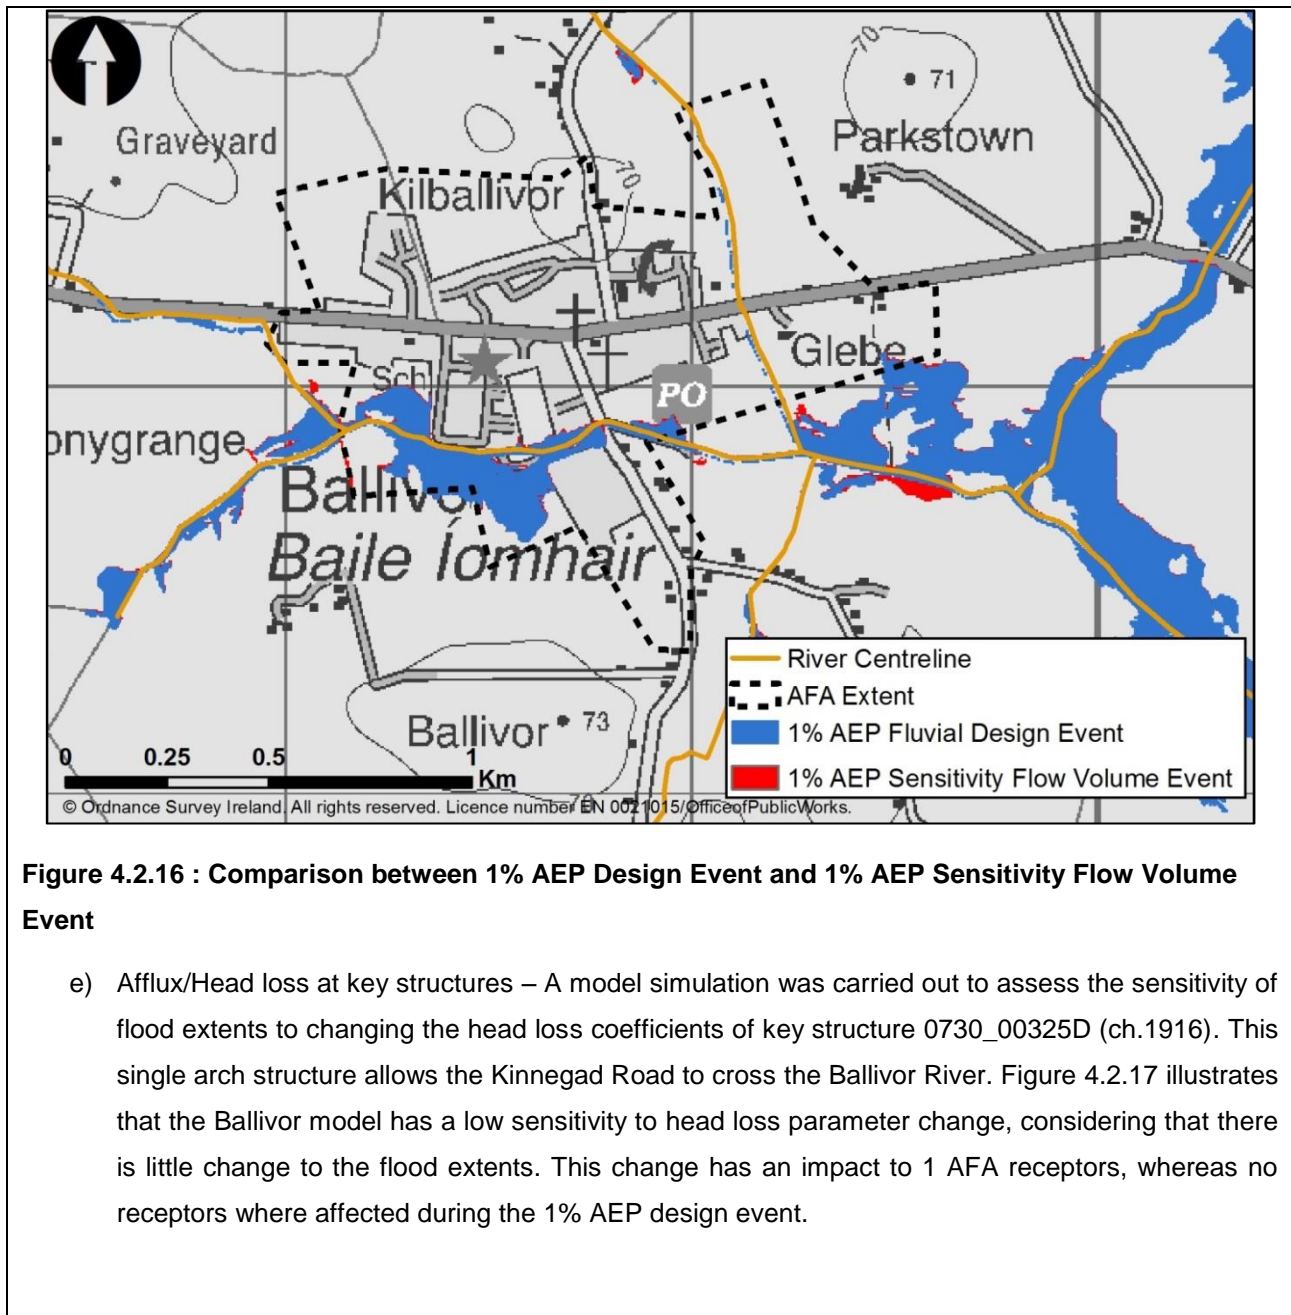 70
71
Graveyard
Parkstown
Kilballivor
70
Glebe
Sch
PO
onygrange
Ballivo
Baile Íomhair
River Centreline
AFA Extent
Ballivor 73
1% AEP Fluvial Design Event
0 0.25 0.5 1
Km
1% AEP Sensitivity Flow Volume Event
© Ordnance Survey Ireland. All rights reserved. Licence number EN 0021015/OfficeofPublicWorks.
Figure 4.2.16 : Comparison between 1% AEP Design Event and 1% AEP Sensitivity Flow Volume
Event
e) Afflux/Head loss at key structures – A model simulation was carried out to assess the sensitivity of
flood extents to changing the head loss coefficients of key structure 0730_00325D (ch.1916). This
single arch structure allows the Kinnegad Road to cross the Ballivor River. Figure 4.2.17 illustrates
that the Ballivor model has a low sensitivity to head loss parameter change, considering that there
is little change to the flood extents. This change has an impact to 1 AFA receptors, whereas no
receptors where affected during the 1% AEP design event.